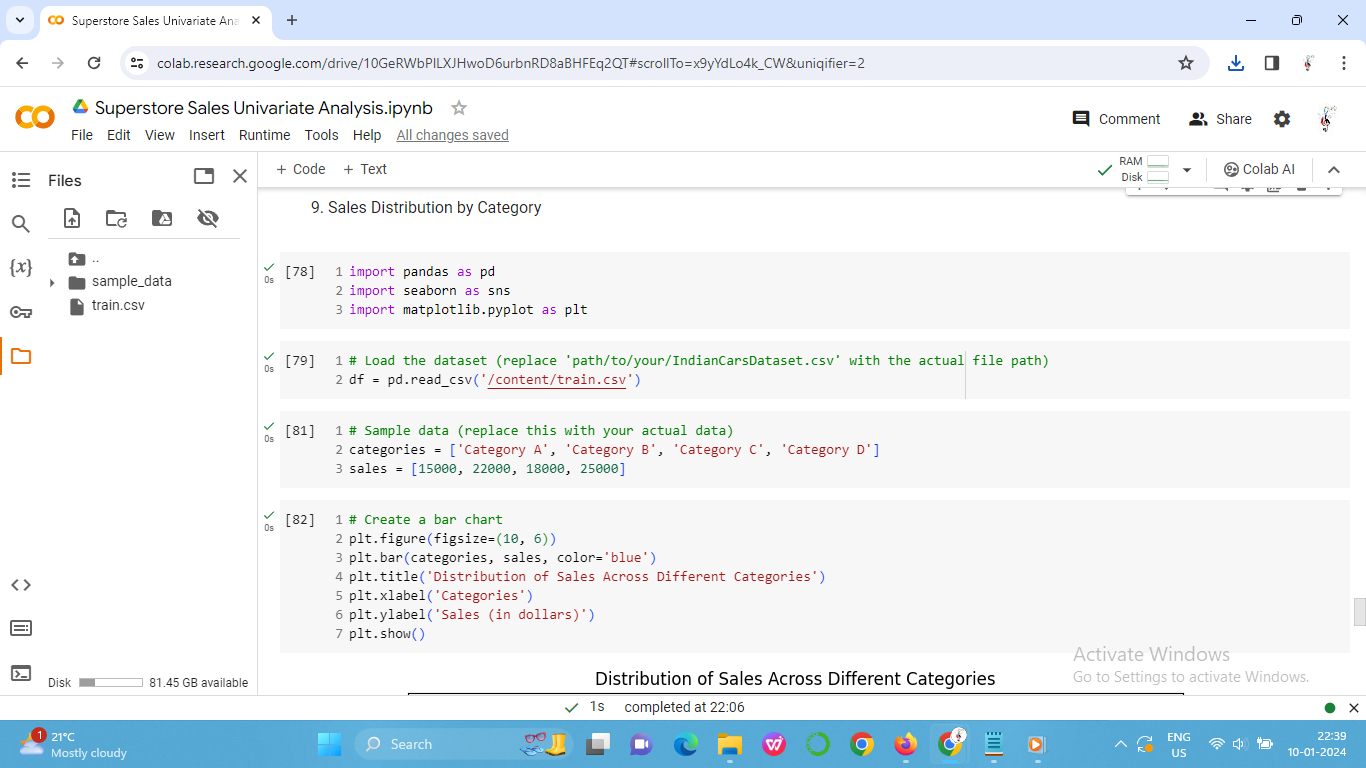 Superstore Sales Univariate Ana
colab.research.google.com/drive/10GeRWbPILXJHwoD6urbnRD8aBHFEq2QT#scrollTo=x9yYdLo4k_CW&uniqifier=2
Superstore Sales Univariate Analysis.ipynb
Comment
Share
File Edit View Insert Runtime Tools Help All changes saved
Files
+ Code + Text
RAM
Disk
Colab AI
9. Sales Distribution by Category
..
sample_data
train.csv
0s
[78]
1 import pandas as pd
2 import seaborn as sns
3 import matplotlib.pyplot as plt
0s
[79]
1 # Load the dataset (replace 'path/to/your/IndianCarsDataset.csv' with the actual file path)
2 df = pd.read_csv('/content/train.csv')
0s
[81]
1 # Sample data (replace this with your actual data)
2 categories = ['Category A', 'Category B', 'Category C', 'Category D']
3 sales = [15000, 22000, 18000, 25000]
0s
[82]
1 # Create a bar chart
2 plt.figure(figsize=(10, 6))
3 plt.bar(categories, sales, color='blue')
4 plt.title('Distribution of Sales Across Different Categories')
5 plt.xlabel('Categories')
6 plt.ylabel('Sales (in dollars)')
7 plt.show()
Distribution of Sales Across Different Categories
Activate Windows
Go to Settings to activate Windows.
Disk 81.45 GB available
1s completed at 22:06
1
21°C
Mostly cloudy
Search
ENG
US
22:39
10-01-2024